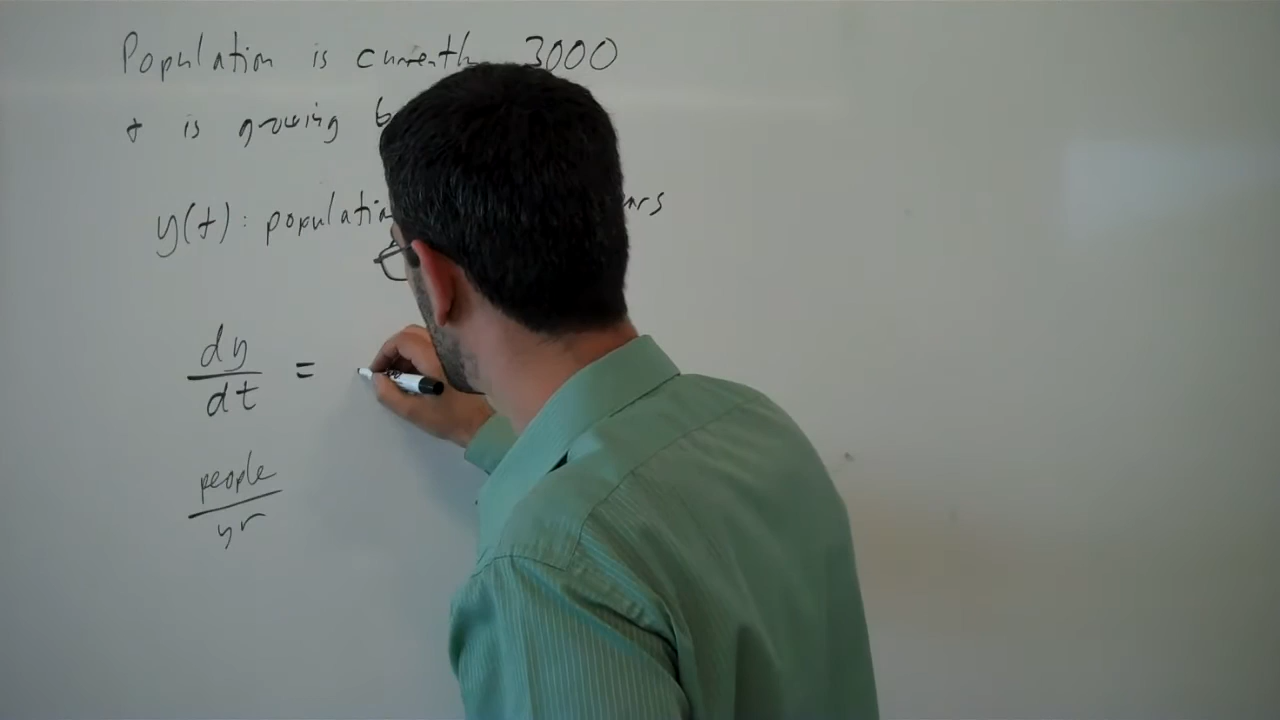 Population is currently 3000
+ is growing
y(t): population
dy/dt =
people/yr